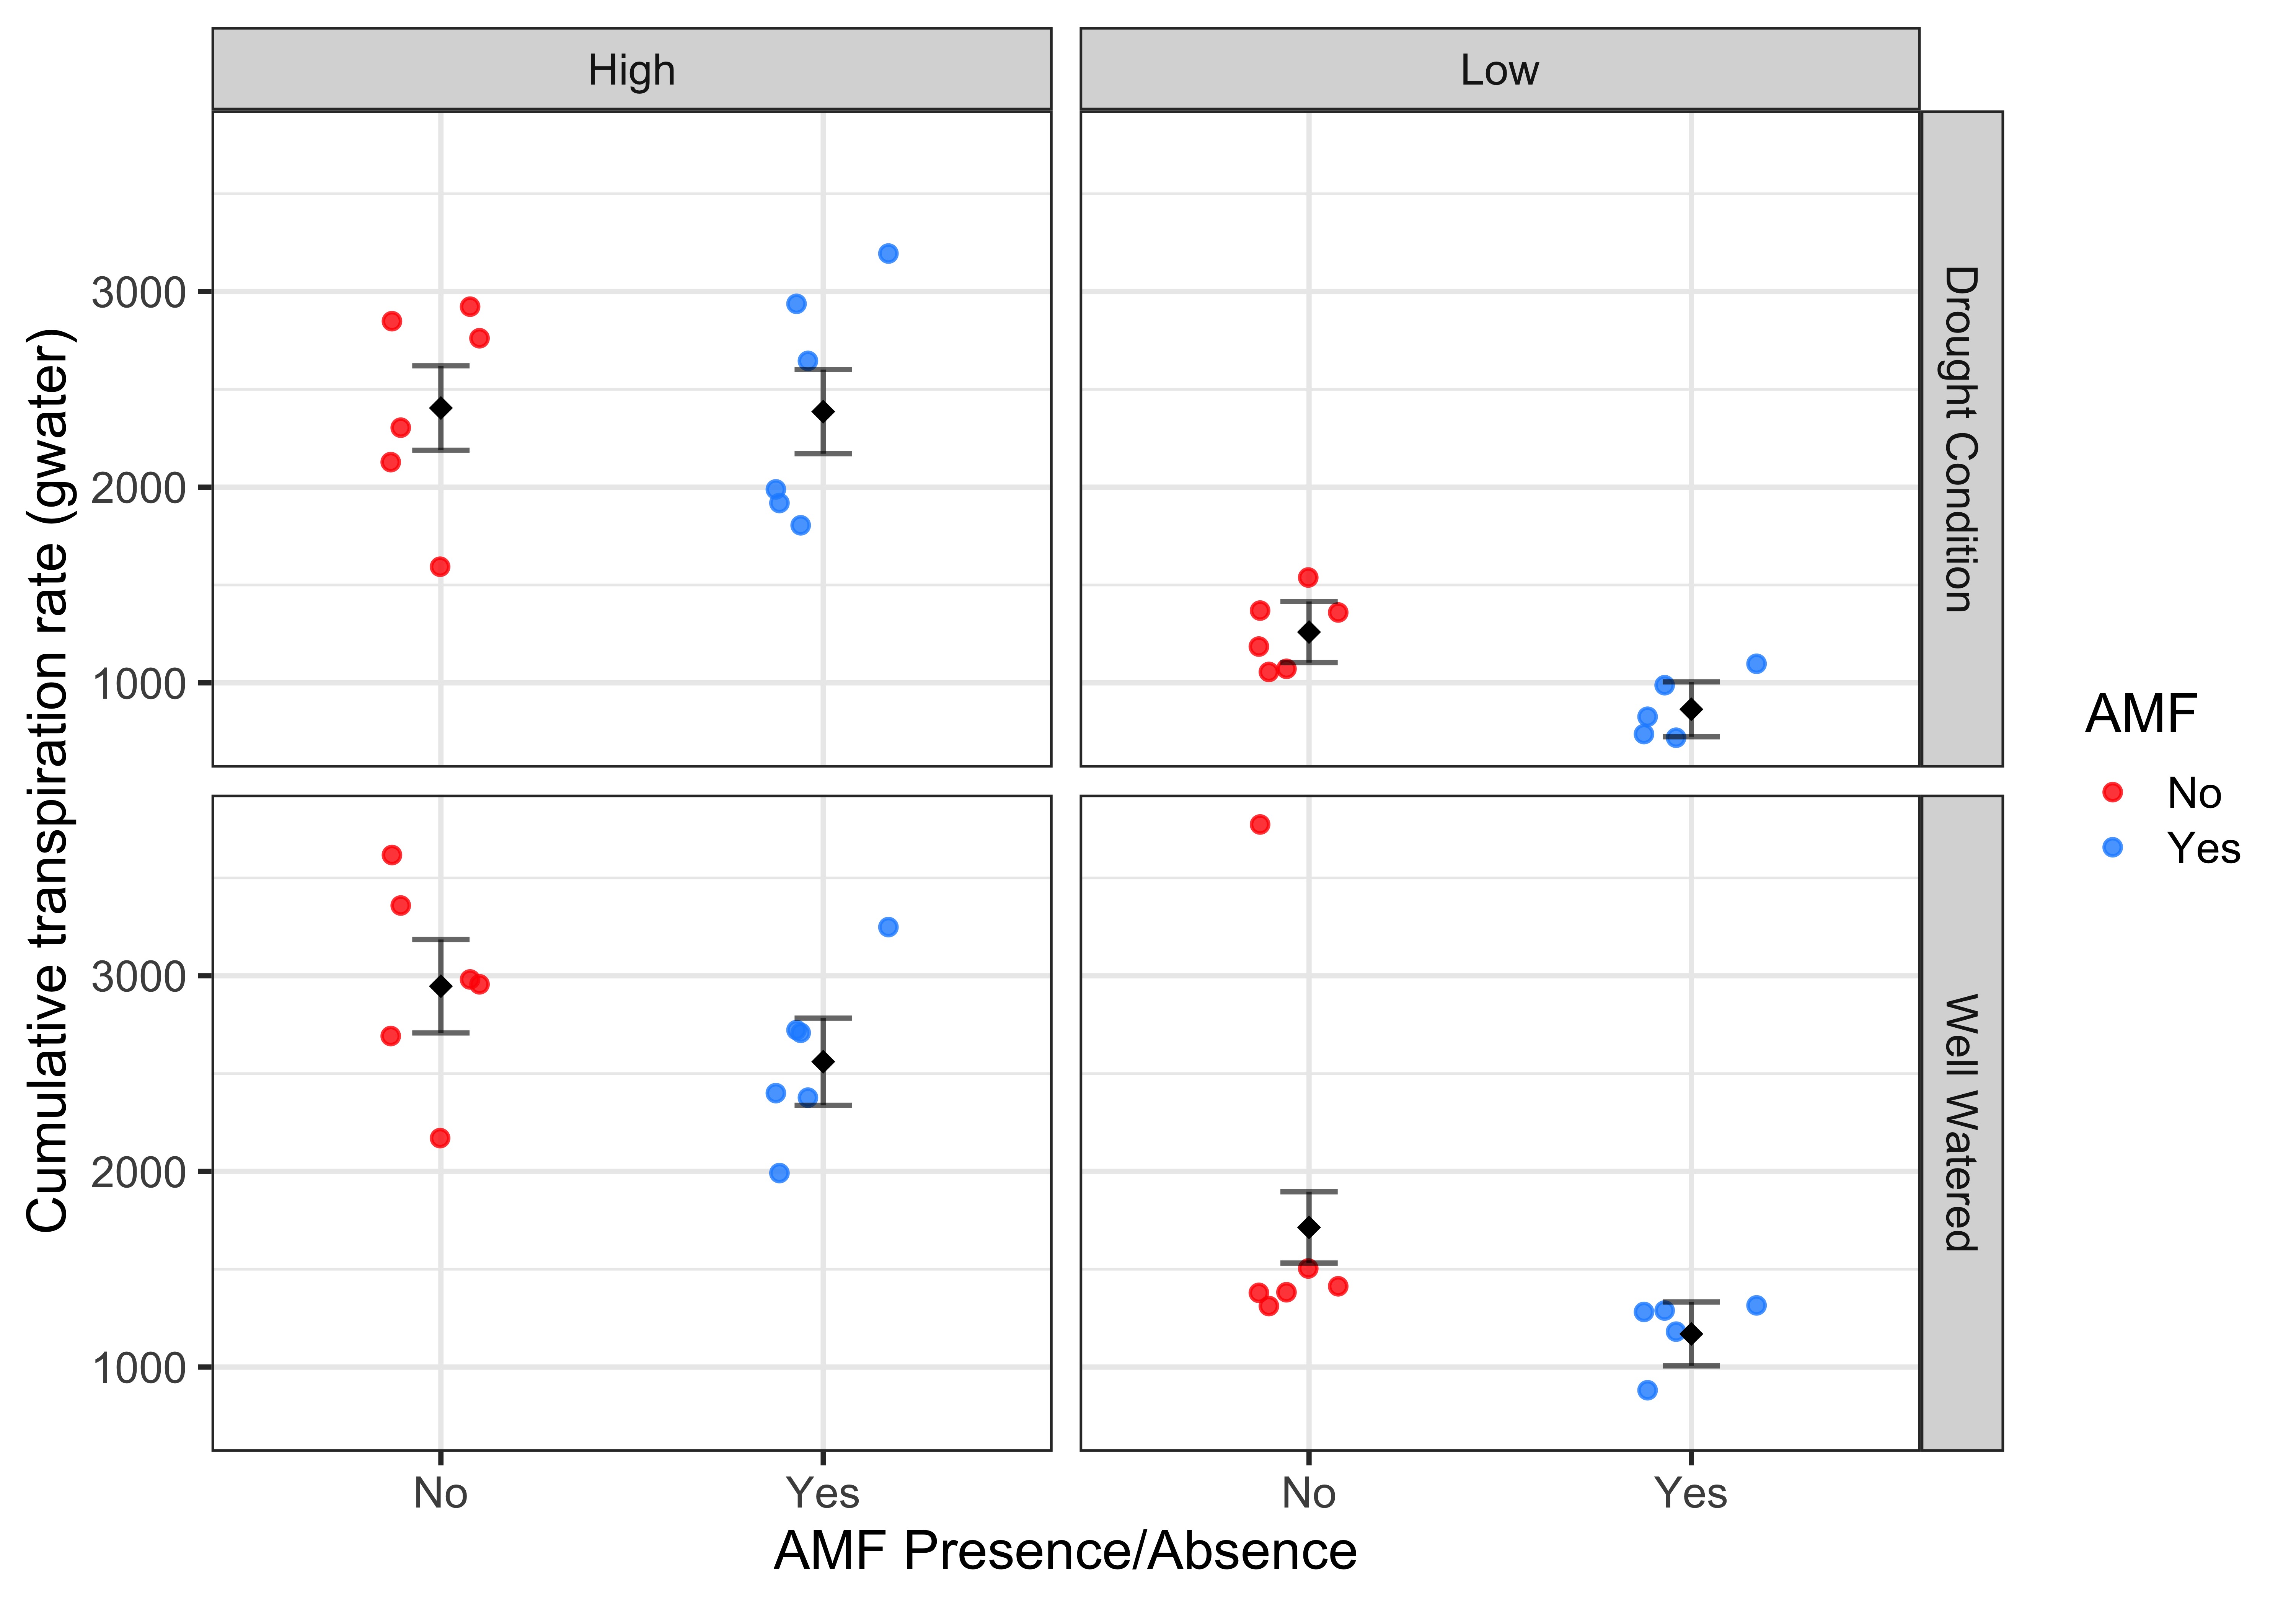 High
Low
Cumulative transpiration rate (gwater)
3000
2000
1000
Drought Condition
3000
2000
1000
Well Watered
No
Yes
No
Yes
AMF Presence/Absence
AMF
No
Yes